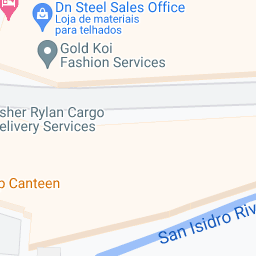 Dn Steel Sales Office
Loja de materiais
para telhados
Gold Koi
Fashion Services
sher Rylan Cargo
elivery Services
o Canteen
San Isidro Riv